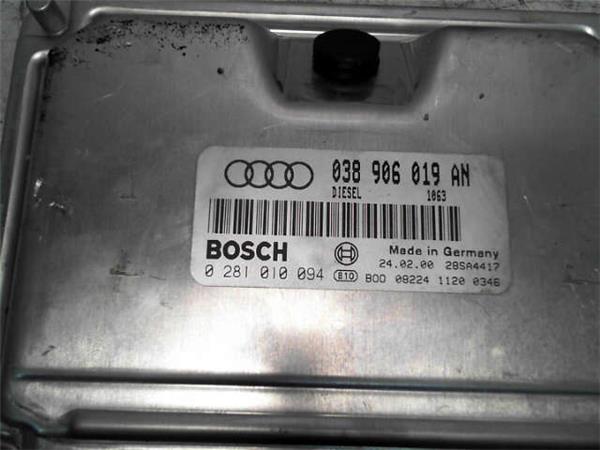 038 906 019 AN
DIESEL 1063
BOSCH
Made in Germany
0 281 010 094
24.02.00 28SA4417
E10 B00 08224 1120 0346